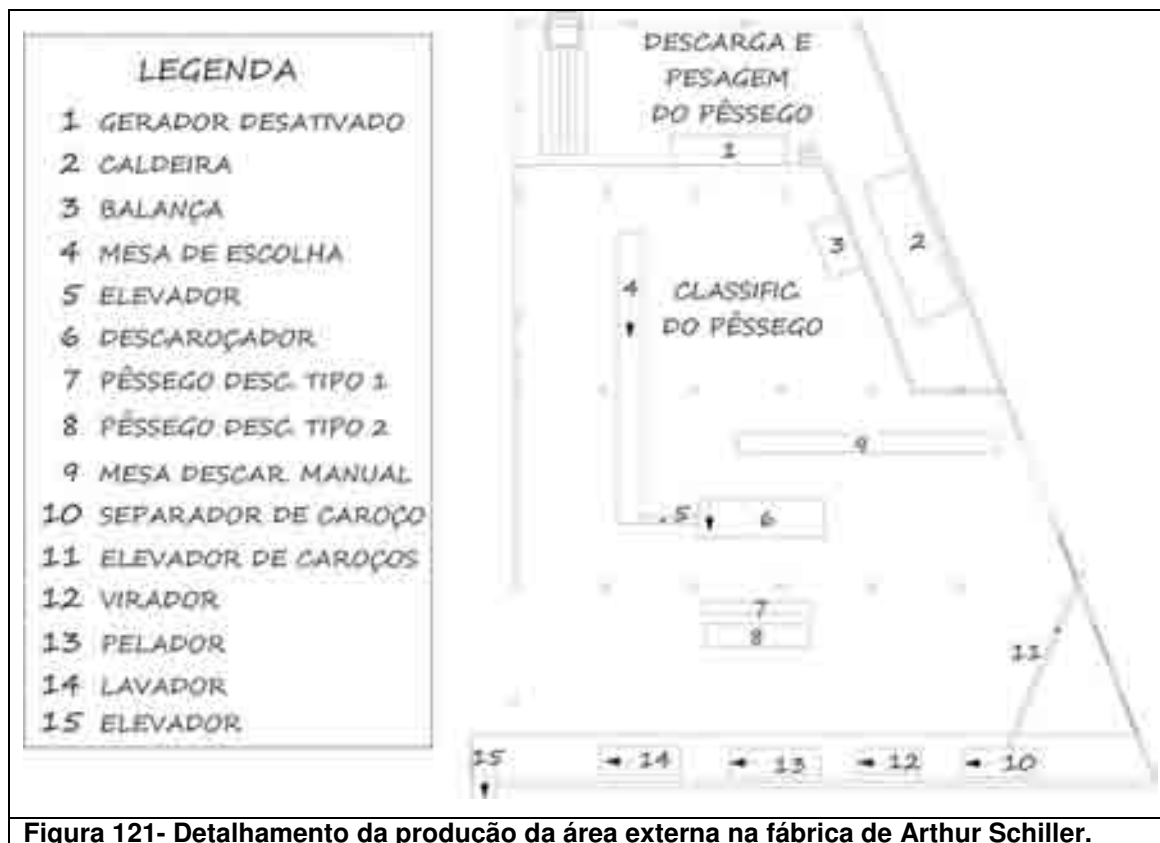 LEGENDA
1 GERADOR DESATIVADO
2 CALDEIRA
3 BALANÇA
4 MESA DE ESCOLHA
5 ELEVADOR
6 DESCAROÇADOR
7 PÊSSEGO DESC. TIPO 1
8 PÊSSEGO DESC. TIPO 2
9 MESA DESCAR. MANUAL
10 SEPARADOR DE CAROÇO
11 ELEVADOR DE CAROÇOS
12 VIRADOR
13 PELADOR
14 LAVADOR
15 ELEVADOR
DESCARGA E
PESAGEM
DO PÊSSEGO
1
2
3
4
CLASSIFIC.
DO PÊSSEGO
9
5
6
7
8
11
15
14
13
12
10
Figura 121- Detalhamento da produção da área externa na fábrica de Arthur Schiller.